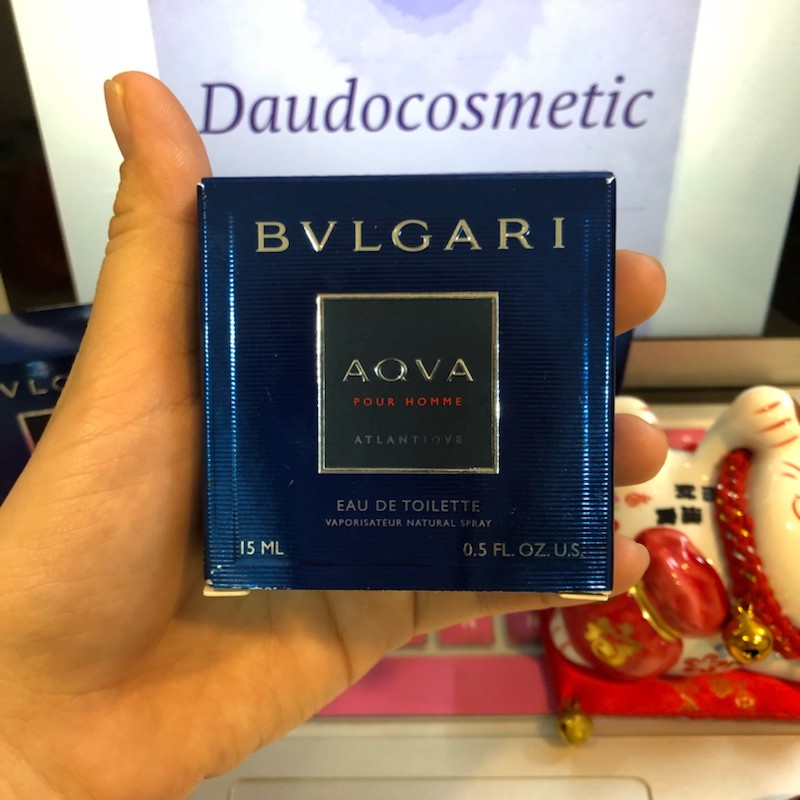 Daudocosmetic
BVLGARI
AQVA
POUR HOMME
ATLANTIQVE
EAU DE TOILETTE
VAPORISATEUR NATURAL SPRAY
15 ML 0.5 FL. OZ. U.S.